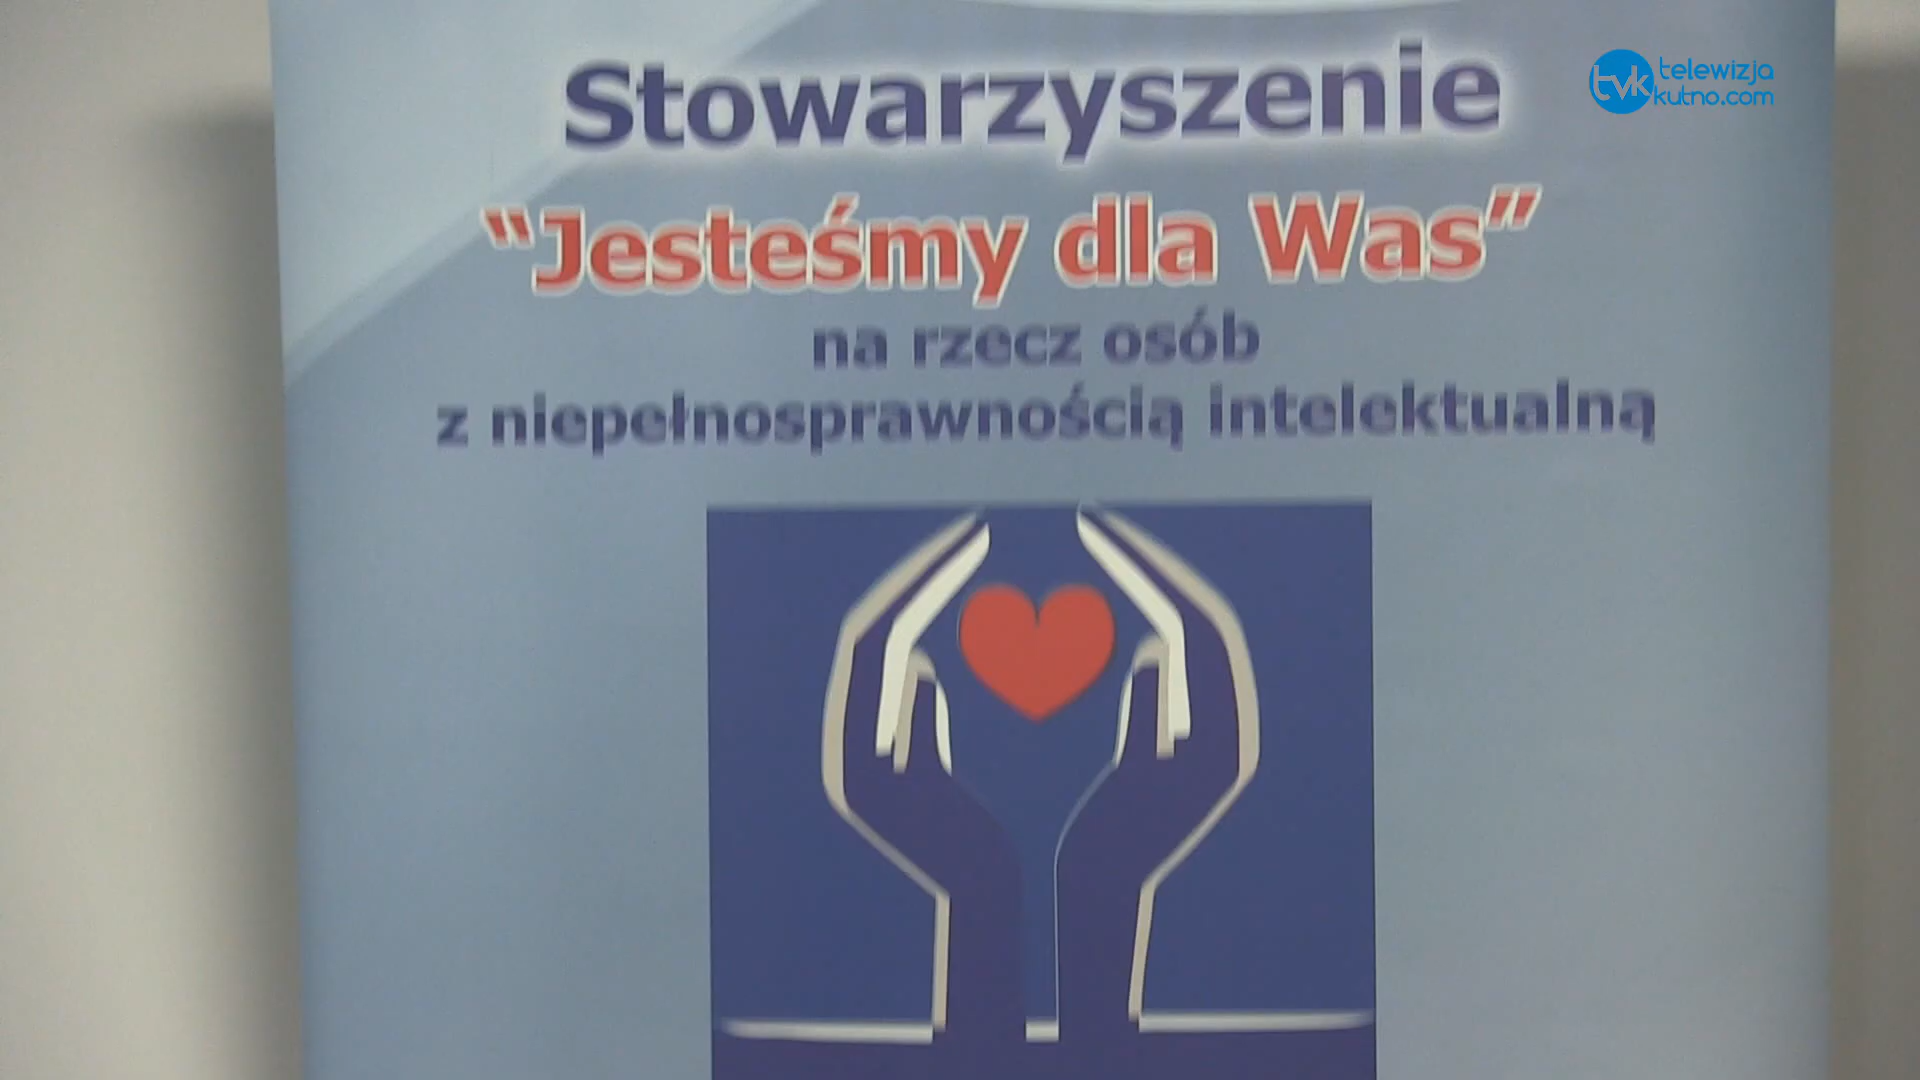 Stowarzyszenie
"Jesteśmy dla Was"
na rzecz osób
z niepełnosprawnością intelektualną
tvk telewizja
kutno.com